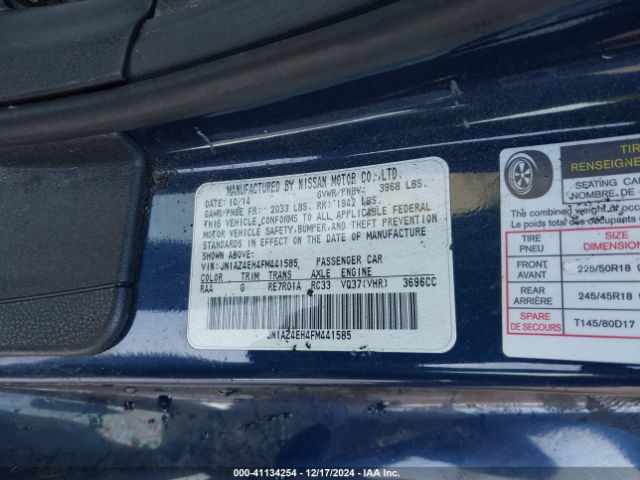 MANUFACTURED BY NISSAN MOTOR CO.,LTD.
DATE: 10/14 GVWR/PNBV: 3968 LBS.
GAWR/PNBE FR: 2033 LBS. RR: 1942 LBS.
THIS VEHICLE CONFORMS TO ALL APPLICABLE FEDERAL
MOTOR VEHICLE SAFETY,BUMPER,AND THEFT PREVENTION
STANDARDS IN EFFECT ON THE DATE OF MANUFACTURE
SHOWN ABOVE.
VIN: JN1AZ4EH4FM441585, PASSENGER CAR
COLOR TRIM TRANS AXLE ENGINE
RAA G RE7R01A RC33 VQ37(VHR) 3696CC
JN1AZ4EH4FM441585
TIR
RENSEIGNE
SEATING CA
NOMBRE DE
The combined weight of occ
Le poids total des occupant
TIRE SIZE
PNEU DIMENSION
FRONT 225/50R18
AVANT
REAR 245/45R18
ARRIÈRE
SPARE T145/80D17
DE SECOURS
200-41134254 - 12/17/2024 - IAA Inc.